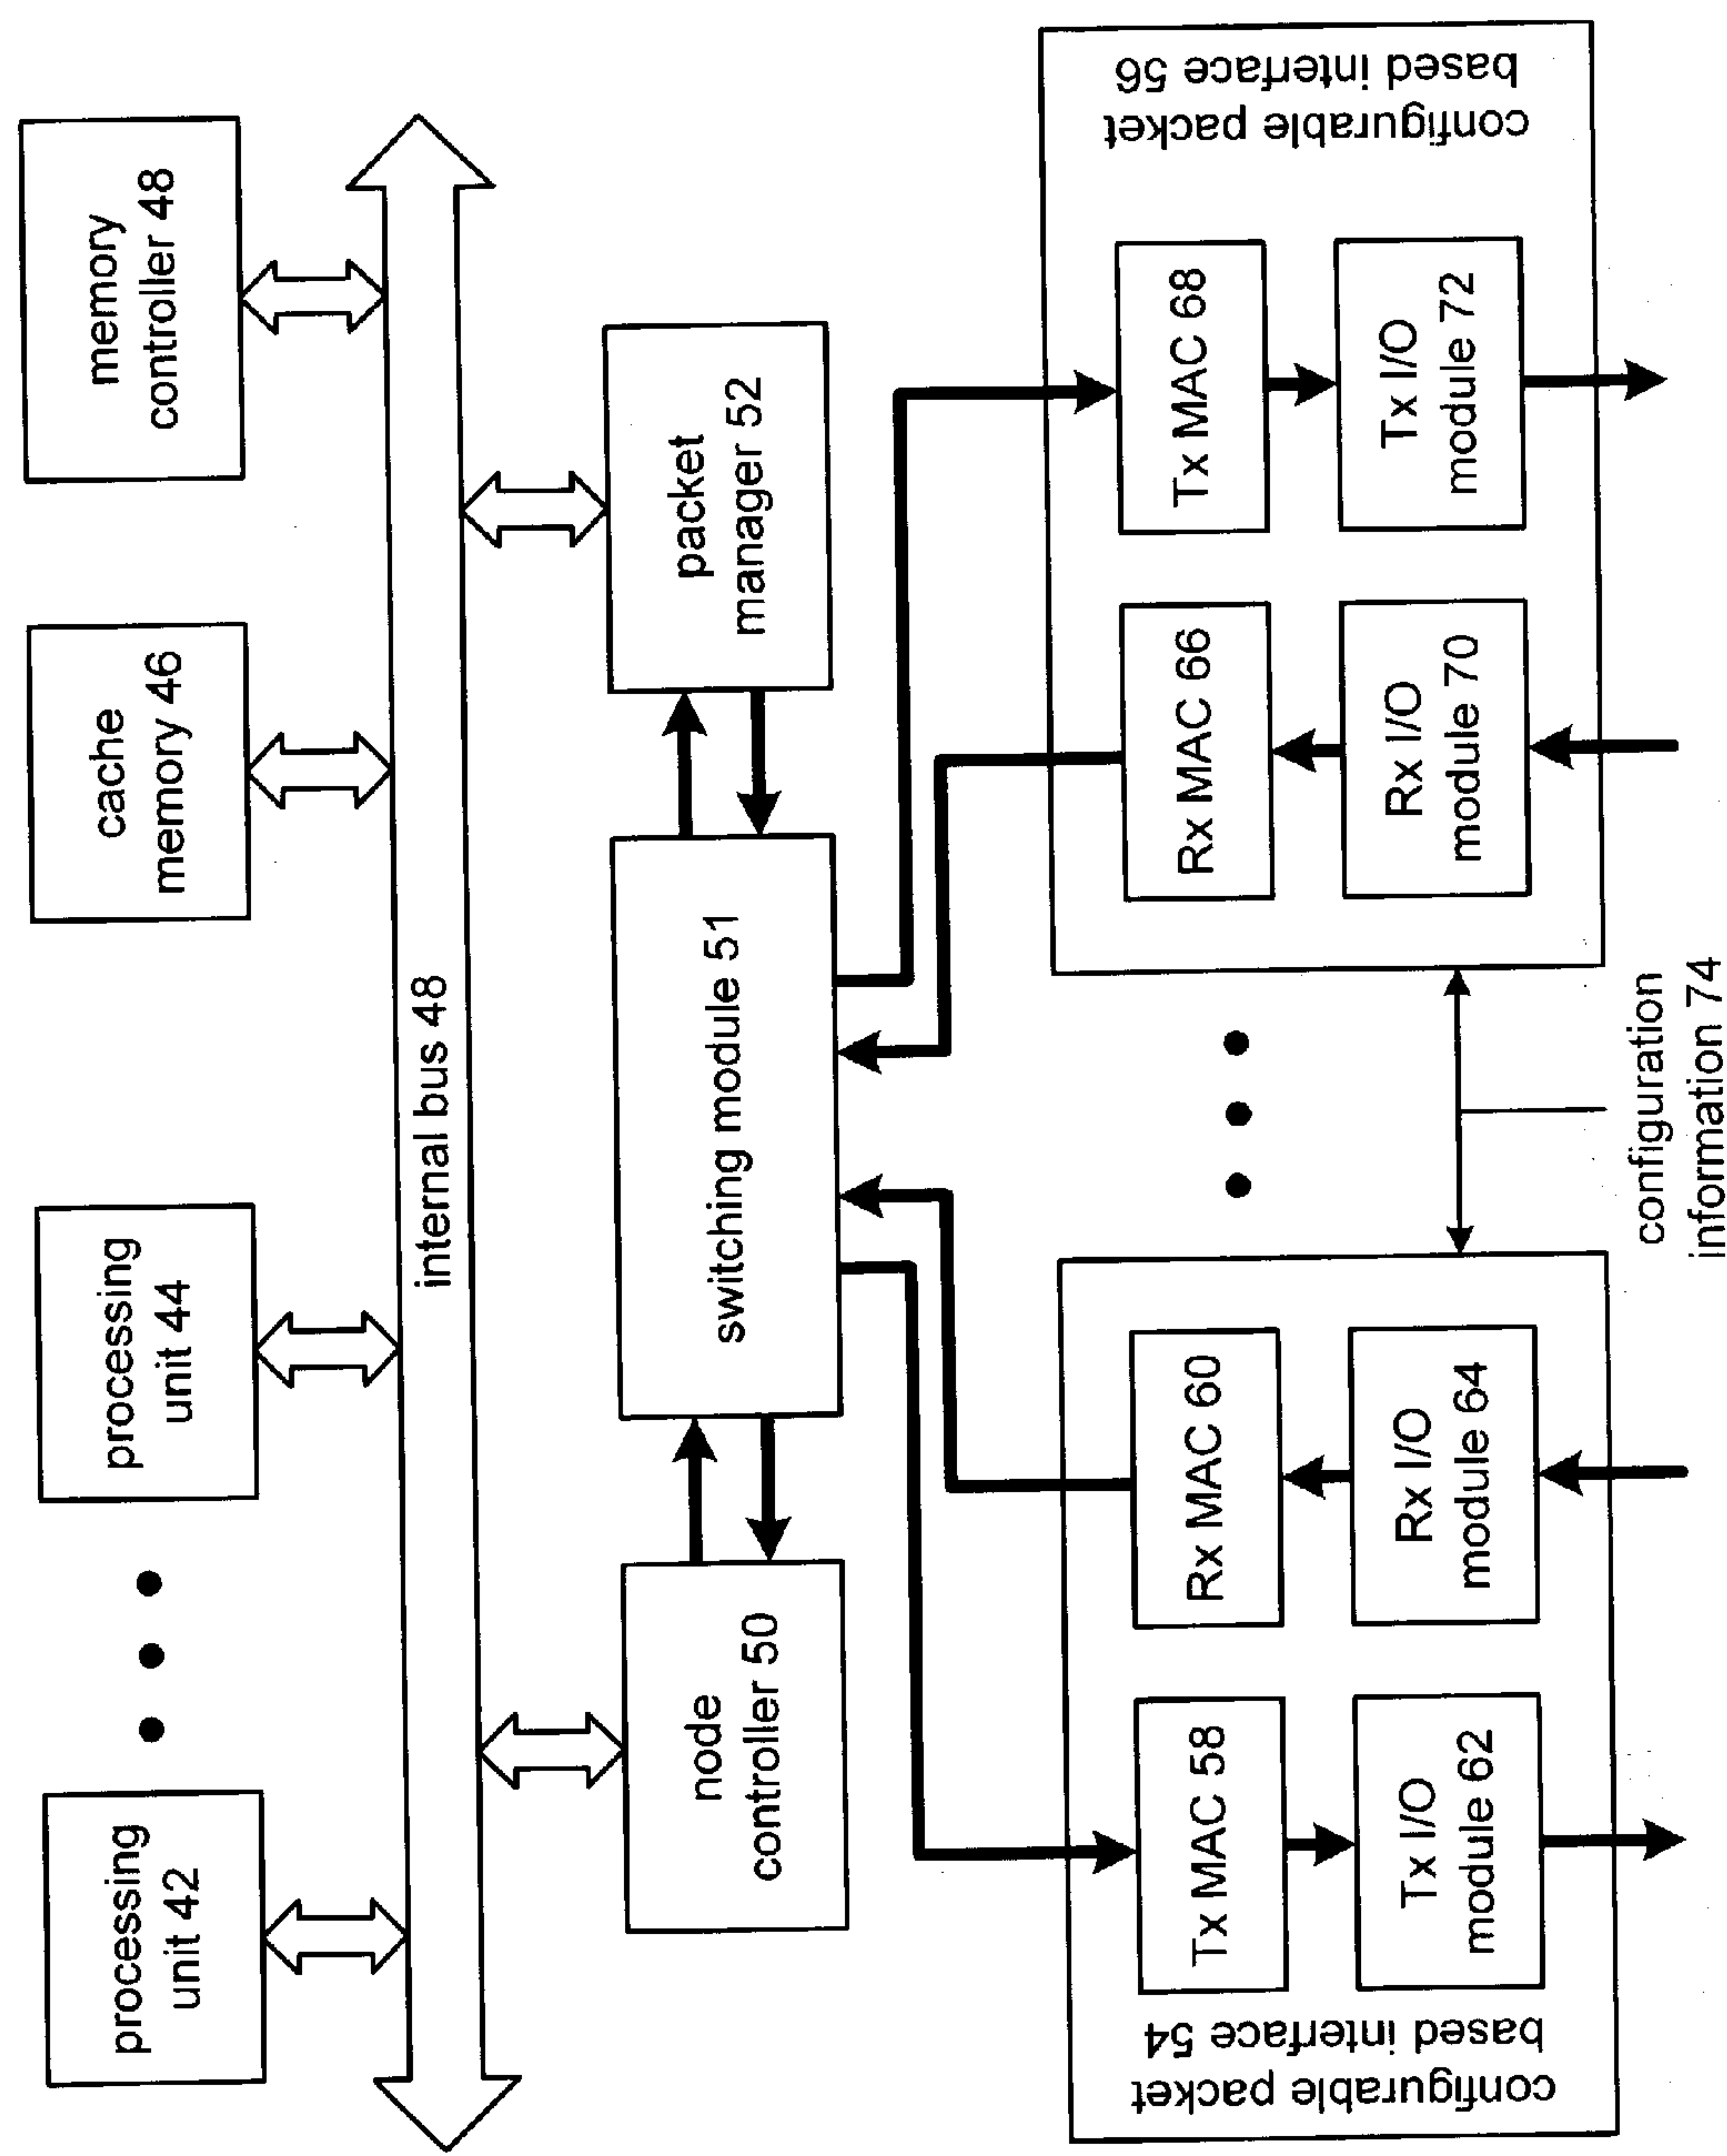 processing
unit 42
processing
unit 44
cache
memory 46
memory
controller 48
internal bus 48
node
controller 50
switching module 51
packet
manager 52
configurable packet
based interface 54
Tx MAC 58
Rx MAC 60
Tx I/O
module 62
Rx I/O
module 64
configurable packet
based interface 56
Rx MAC 66
Tx MAC 68
Rx I/O
module 70
Tx I/O
module 72
configuration
information 74